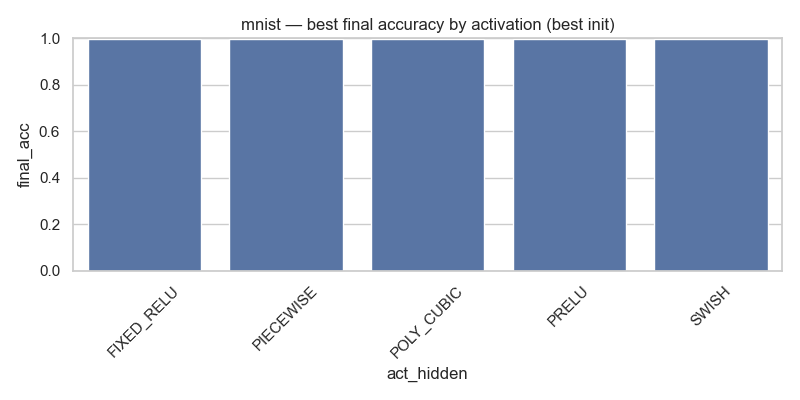 mnist — best final accuracy by activation (best init)
final_acc
1.0
0.8
0.6
0.4
0.2
0.0
FIXED_RELU
PIECEWISE
POLY_CUBIC
PRELU
SWISH
act_hidden